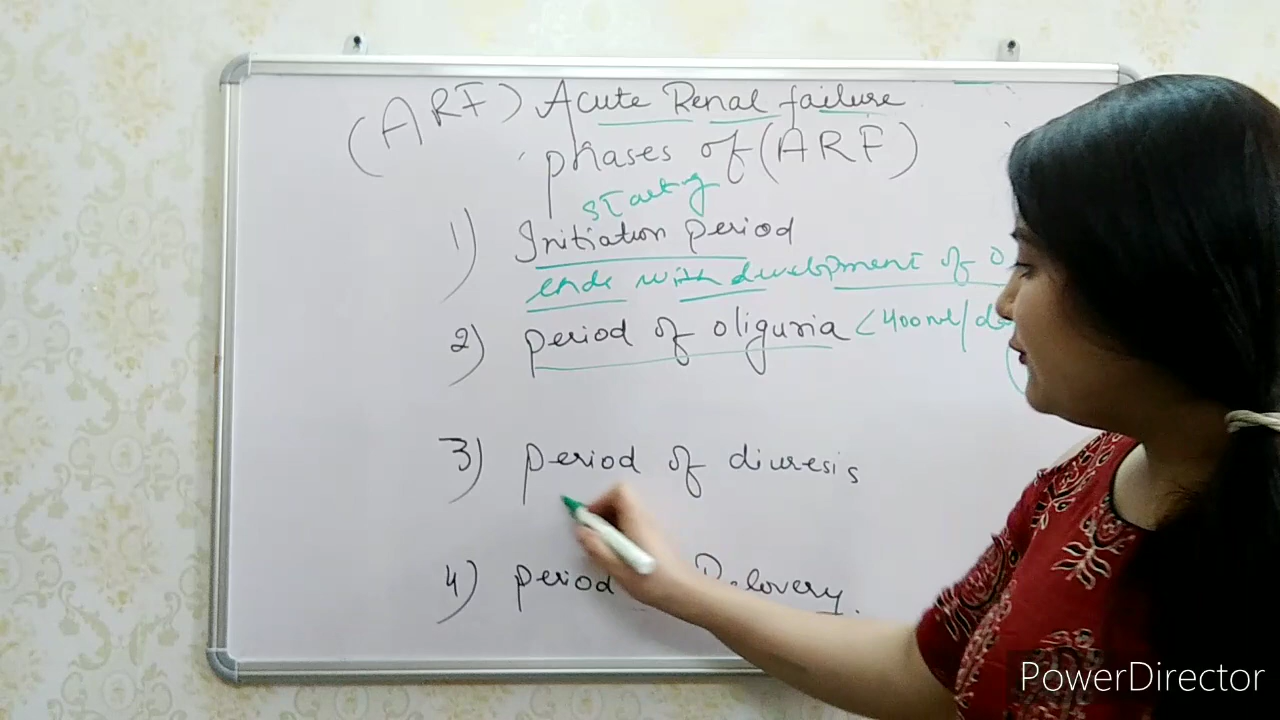 (ARF) Acute Renal failure
phases of (ARF)
starting
1) Initiation period
ends with development of O
2) period of oliguria <400ml/da
3) period of diuresis
4) period Recovery.
PowerDirector